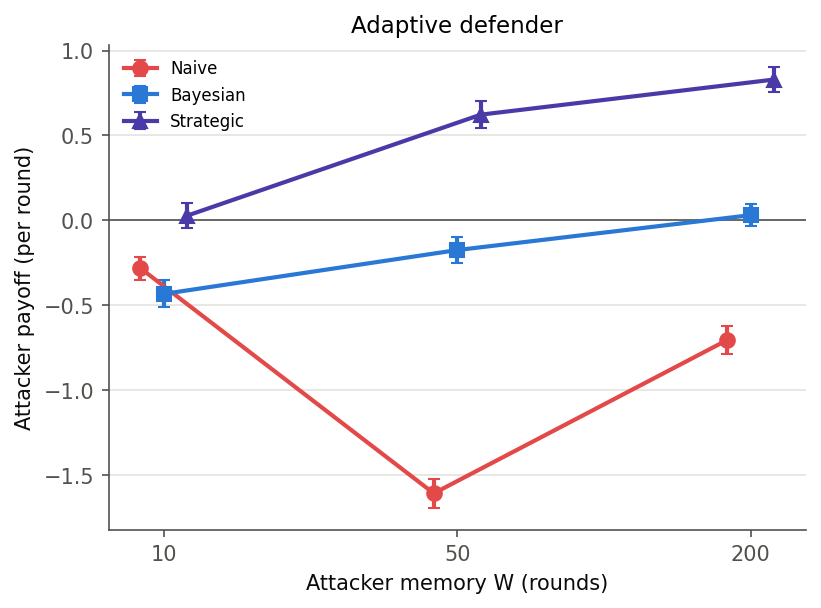 Adaptive defender
Naive
Bayesian
Strategic
1.0
0.5
0.0
−0.5
−1.0
−1.5
Attacker payoff (per round)
10
50
200
Attacker memory W (rounds)